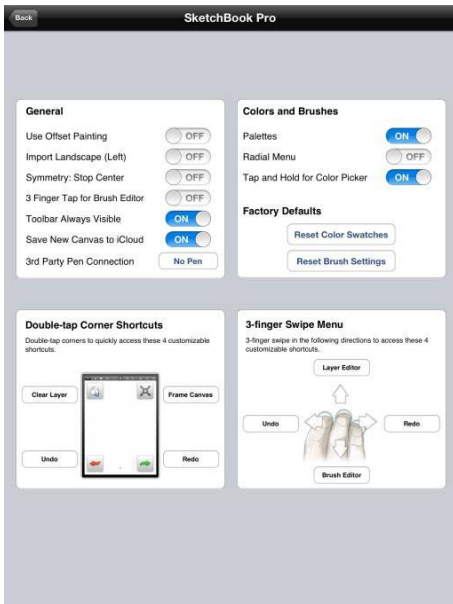 Back
SketchBook Pro
General
Use Offset Painting OFF
Import Landscape (Left) OFF
Symmetry: Stop Center OFF
3 Finger Tap for Brush Editor OFF
Toolbar Always Visible ON
Save New Canvas to iCloud ON
3rd Party Pen Connection No Pen
Colors and Brushes
Palettes ON
Radial Menu OFF
Tap and Hold for Color Picker ON
Factory Defaults
Reset Color Swatches
Reset Brush Settings
Double-tap Corner Shortcuts
Double-tap corners to quickly access these 4 customizable
shortcuts.
Clear Layer Frame Canvas
Undo Redo
3-finger Swipe Menu
3-finger swipe in the following directions to access these 4
customizable shortcuts.
Layer Editor
Undo Redo
Brush Editor